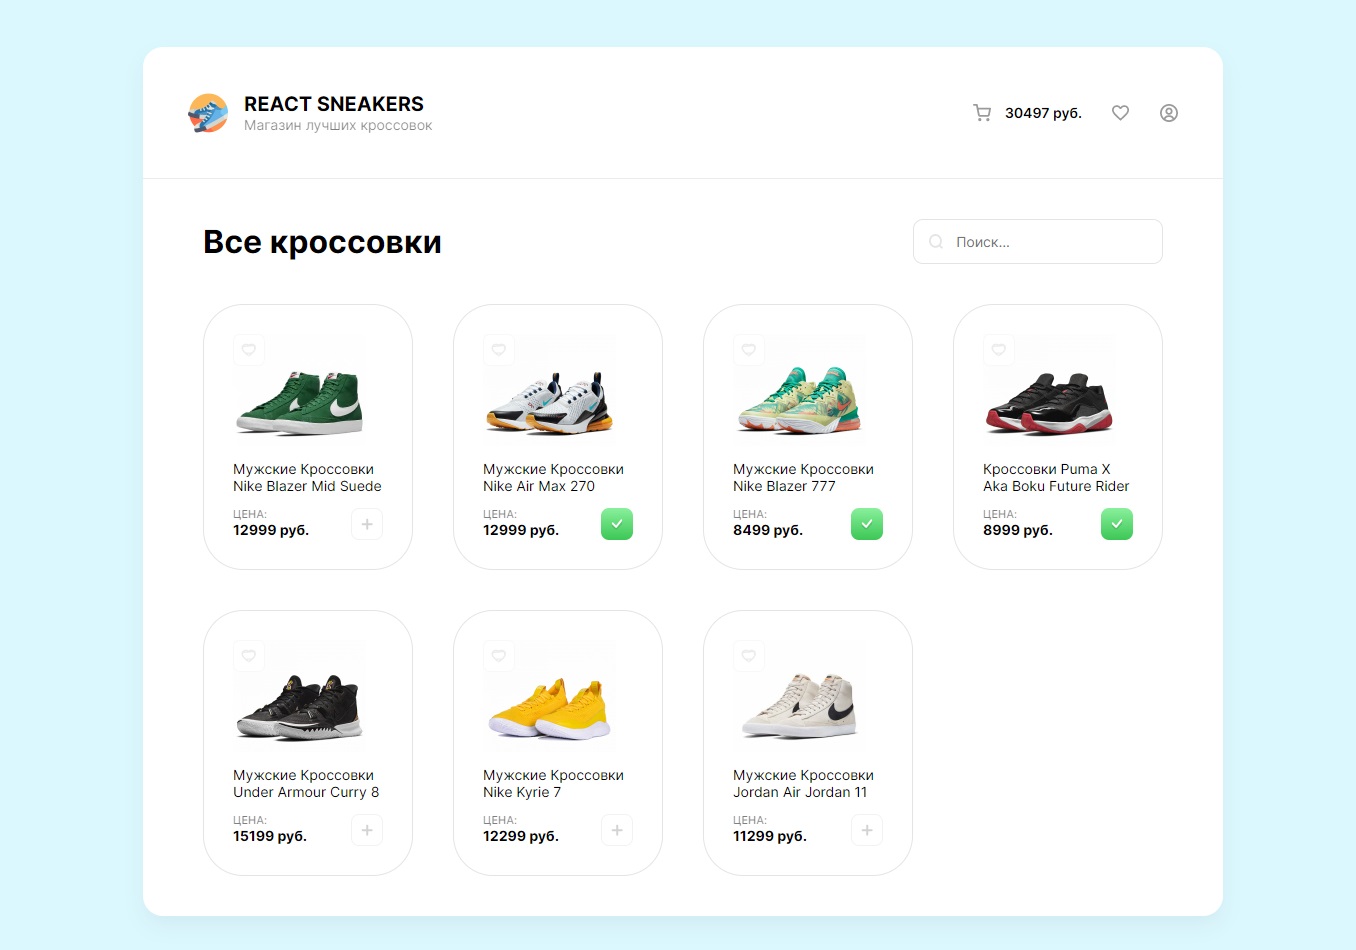 REACT SNEAKERS
Магазин лучших кроссовок
30497 руб.
Все кроссовки
Поиск...
Мужские Кроссовки
Nike Blazer Mid Suede
ЦЕНА:
12999 руб.
Мужские Кроссовки
Nike Air Max 270
ЦЕНА:
12999 руб.
Мужские Кроссовки
Nike Blazer 777
ЦЕНА:
8499 руб.
Кроссовки Puma X
Aka Boku Future Rider
ЦЕНА:
8999 руб.
Мужские Кроссовки
Under Armour Curry 8
ЦЕНА:
15199 руб.
Мужские Кроссовки
Nike Kyrie 7
ЦЕНА:
12299 руб.
Мужские Кроссовки
Jordan Air Jordan 11
ЦЕНА:
11299 руб.